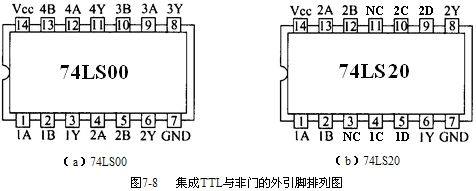 Vcc 4B 4A 4Y 3B 3A 3Y Vcc 2A 2B NC 2C 2D 2Y
14 13 12 11 10 9 8 14 13 12 11 10 9 8
74LS00 74LS20
1 2 3 4 5 6 7 1 2 3 4 5 6 7
1A 1B 1Y 2A 2B 2Y GND 1A 1B NC 1C 1D 1Y GND
(a)74LS00 (b)74LS20
图7-8 集成TTL与非门的外引脚排列图